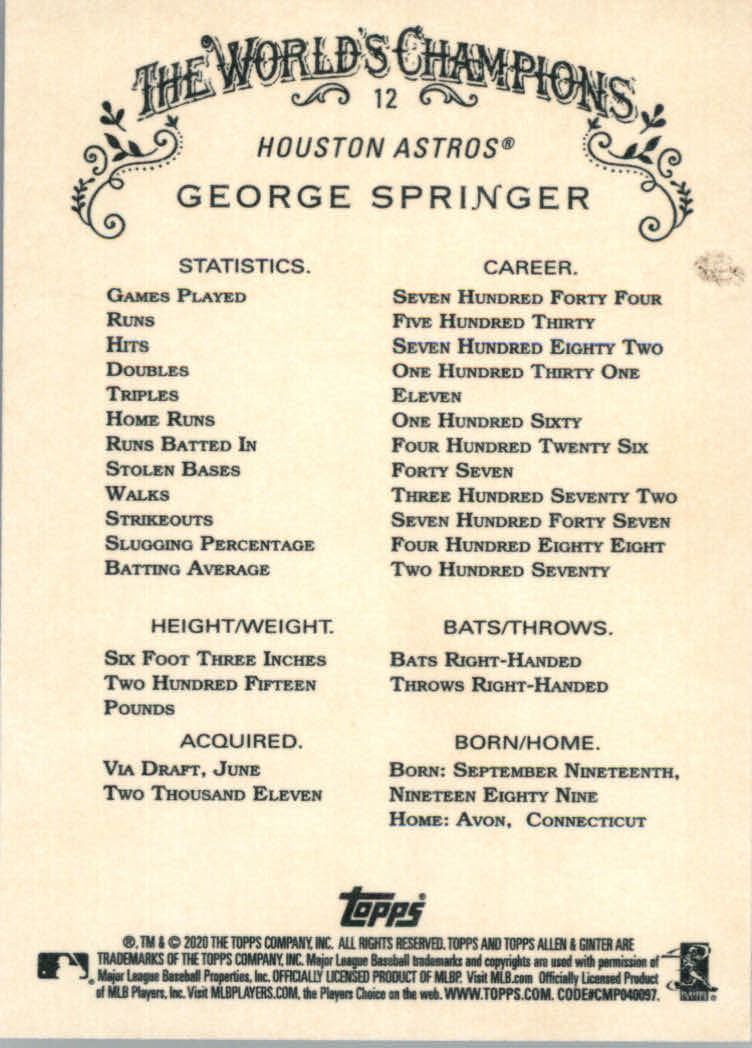 THE WORLD'S CHAMPIONS
12
HOUSTON ASTROS®
GEORGE SPRINGER
STATISTICS.
GAMES PLAYED
RUNS
HITS
DOUBLES
TRIPLES
HOME RUNS
RUNS BATTED IN
STOLEN BASES
WALKS
STRIKEOUTS
SLUGGING PERCENTAGE
BATTING AVERAGE
CAREER.
SEVEN HUNDRED FORTY FOUR
FIVE HUNDRED THIRTY
SEVEN HUNDRED EIGHTY TWO
ONE HUNDRED THIRTY ONE
ELEVEN
ONE HUNDRED SIXTY
FOUR HUNDRED TWENTY SIX
FORTY SEVEN
THREE HUNDRED SEVENTY TWO
SEVEN HUNDRED FORTY SEVEN
FOUR HUNDRED EIGHTY EIGHT
TWO HUNDRED SEVENTY
HEIGHT/WEIGHT.
SIX FOOT THREE INCHES
TWO HUNDRED FIFTEEN
POUNDS
BATS/THROWS.
BATS RIGHT-HANDED
THROWS RIGHT-HANDED
ACQUIRED.
VIA DRAFT, JUNE
TWO THOUSAND ELEVEN
BORN/HOME.
BORN: SEPTEMBER NINETEENTH,
NINETEEN EIGHTY NINE
HOME: AVON, CONNECTICUT
Topps®
®, TM & © 2020 THE TOPPS COMPANY, INC. ALL RIGHTS RESERVED. TOPPS AND TOPPS ALLEN & GINTER ARE
TRADEMARKS OF THE TOPPS COMPANY, INC. Major League Baseball trademarks and copyrights are used with permission of
Major League Baseball Properties, Inc. OFFICIALLY LICENSED PRODUCT OF MLBP. Visit MLB.com Officially Licensed Product
of MLB Players, Inc. Visit MLBPLAYERS.COM, the Players Choice on the web. WWW.TOPPS.COM. CODE#CMP040097.